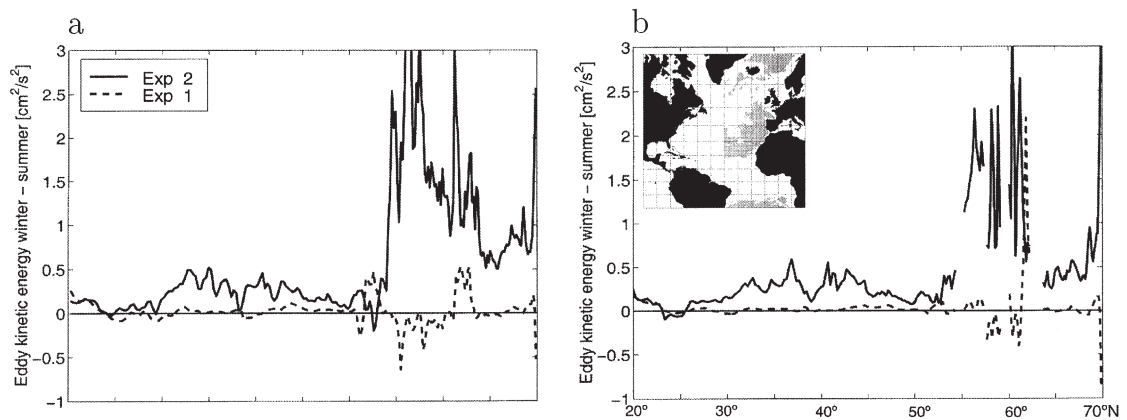 a
Eddy kinetic energy winter – summer [cm²/s²]
3
2.5
2
1.5
1
0.5
0
−0.5
−1
Exp 2
Exp 1
b
Eddy kinetic energy winter – summer [cm²/s²]
3
2.5
2
1.5
1
0.5
0
−0.5
−1
20° 30° 40° 50° 60° 70°N